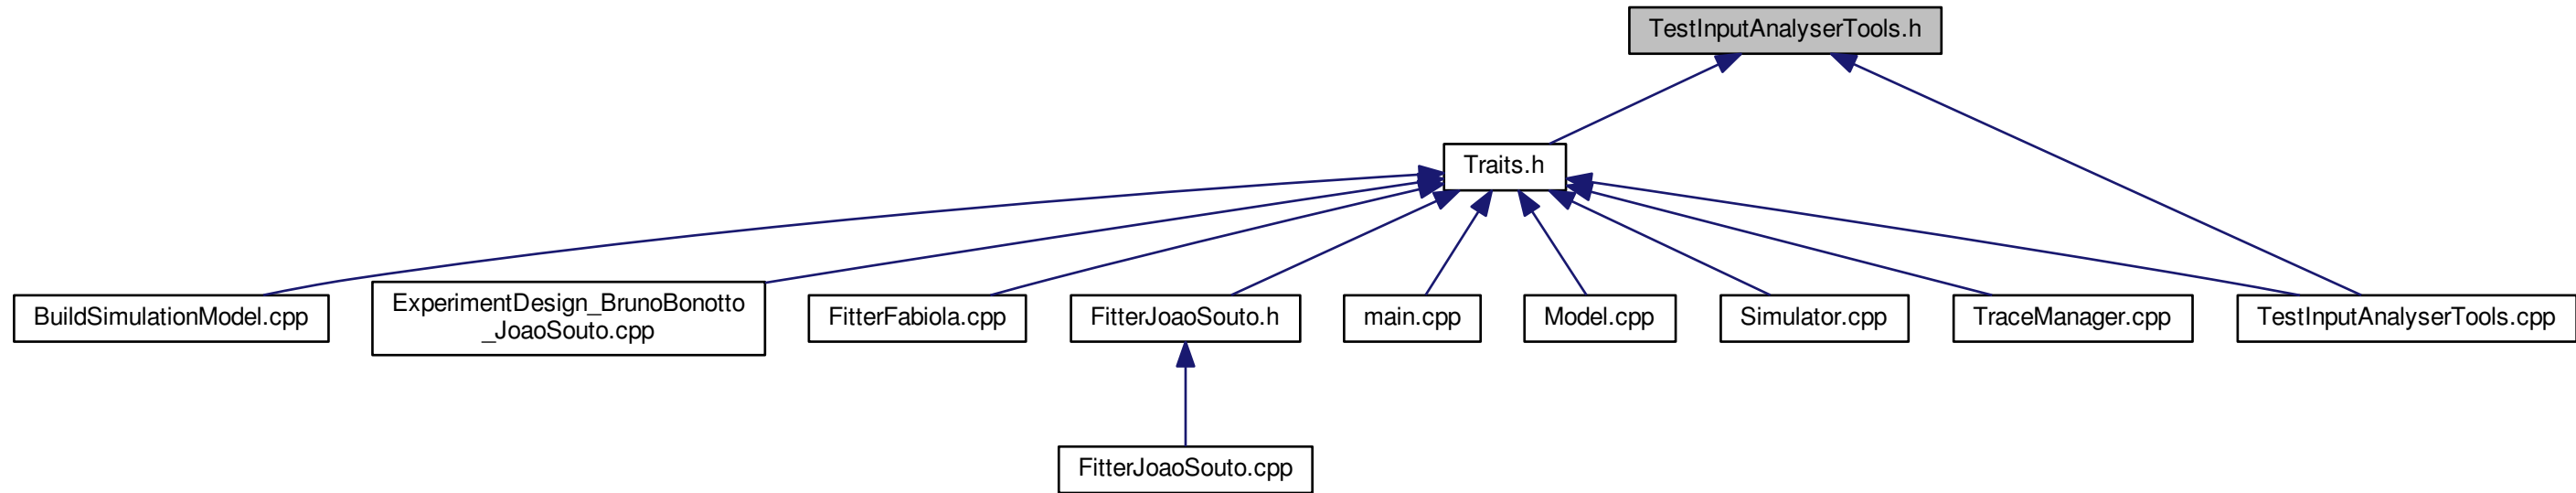 TestInputAnalyserTools.h
Traits.h
BuildSimulationModel.cpp
ExperimentDesign_BrunoBonotto
_JoaoSouto.cpp
FitterFabiola.cpp
FitterJoaoSouto.h
main.cpp
Model.cpp
Simulator.cpp
TraceManager.cpp
TestInputAnalyserTools.cpp
FitterJoaoSouto.cpp